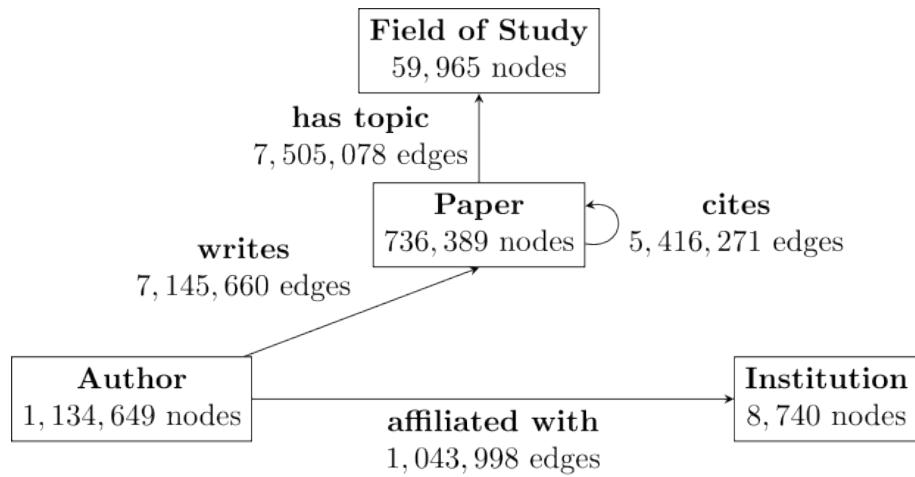 Field of Study
59, 965 nodes
has topic
7, 505, 078 edges
Paper
736, 389 nodes
cites
5, 416, 271 edges
writes
7, 145, 660 edges
Author
1, 134, 649 nodes
affiliated with
1, 043, 998 edges
Institution
8, 740 nodes